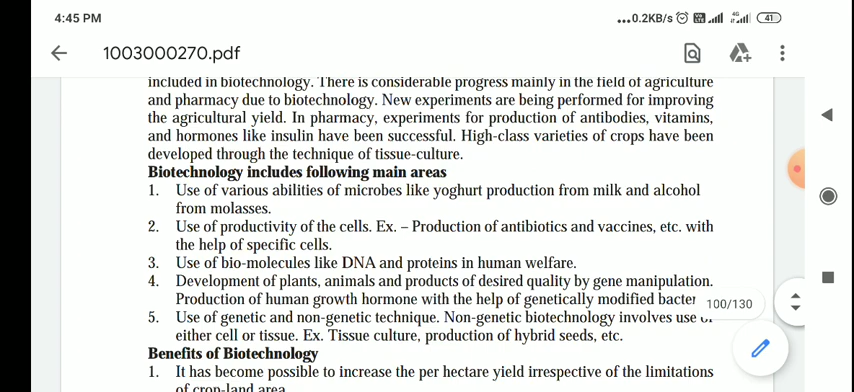 4:45 PM
...0.2KB/s 4G 41
1003000270.pdf
included in biotechnology. There is considerable progress mainly in the field of agriculture
and pharmacy due to biotechnology. New experiments are being performed for improving
the agricultural yield. In pharmacy, experiments for production of antibodies, vitamins,
and hormones like insulin have been successful. High-class varieties of crops have been
developed through the technique of tissue-culture.
Biotechnology includes following main areas
1. Use of various abilities of microbes like yoghurt production from milk and alcohol
from molasses.
2. Use of productivity of the cells. Ex. – Production of antibiotics and vaccines, etc. with
the help of specific cells.
3. Use of bio-molecules like DNA and proteins in human welfare.
4. Development of plants, animals and products of desired quality by gene manipulation.
Production of human growth hormone with the help of genetically modified bacter
100/130
5. Use of genetic and non-genetic technique. Non-genetic biotechnology involves use
either cell or tissue. Ex. Tissue culture, production of hybrid seeds, etc.
Benefits of Biotechnology
1. It has become possible to increase the per hectare yield irrespective of the limitations
of crop-land area.